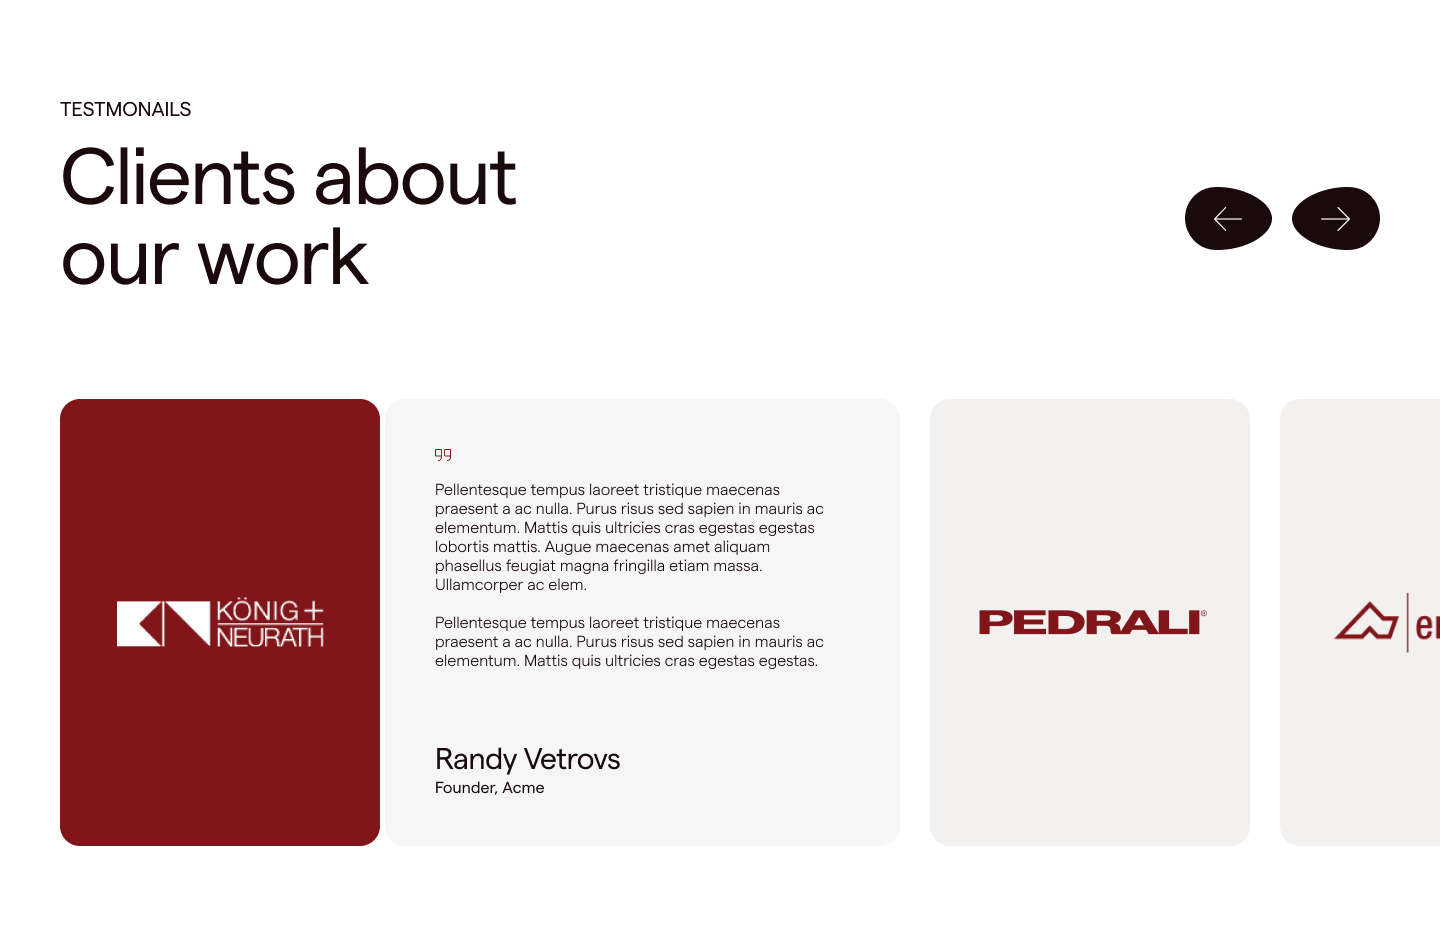 TESTMONAILS
Clients about
our work
KÖNIG+
NEURATH
Pellentesque tempus laoreet tristique maecenas
praesent a ac nulla. Purus risus sed sapien in mauris ac
elementum. Mattis quis ultricies cras egestas egestas
lobortis mattis. Augue maecenas amet aliquam
phasellus feugiat magna fringilla etiam massa.
Ullamcorper ac elem.
Pellentesque tempus laoreet tristique maecenas
praesent a ac nulla. Purus risus sed sapien in mauris ac
elementum. Mattis quis ultricies cras egestas egestas.
Randy Vetrovs
Founder, Acme
PEDRALI®